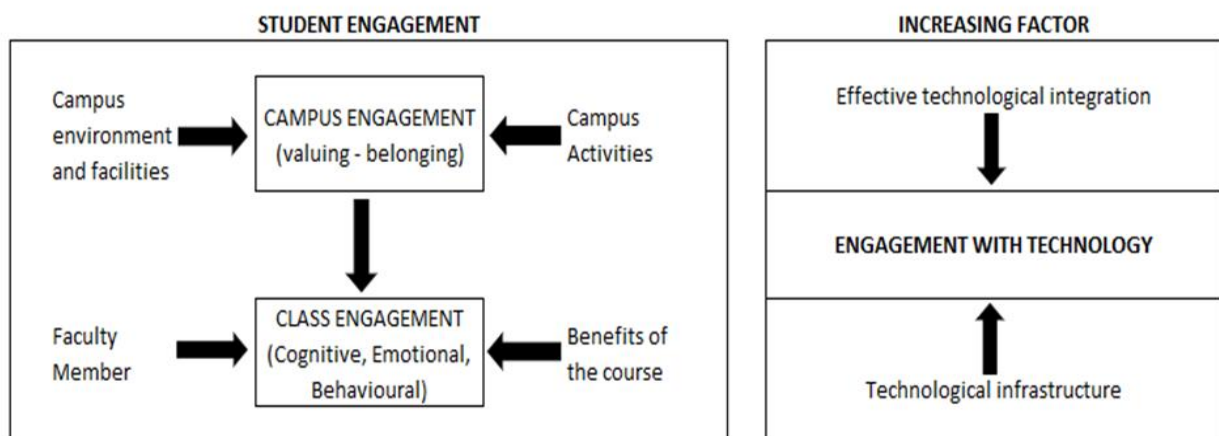 STUDENT ENGAGEMENT
Campus
environment
and facilities
CAMPUS ENGAGEMENT
(valuing - belonging)
Campus
Activities
Faculty
Member
CLASS ENGAGEMENT
(Cognitive, Emotional,
Behavioural)
Benefits of
the course
INCREASING FACTOR
Effective technological integration
ENGAGEMENT WITH TECHNOLOGY
Technological infrastructure